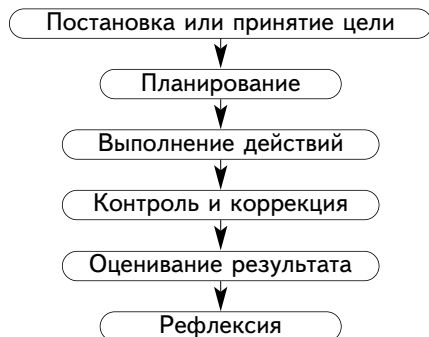 Постановка или принятие цели
Планирование
Выполнение действий
Контроль и коррекция
Оценивание результата
Рефлексия